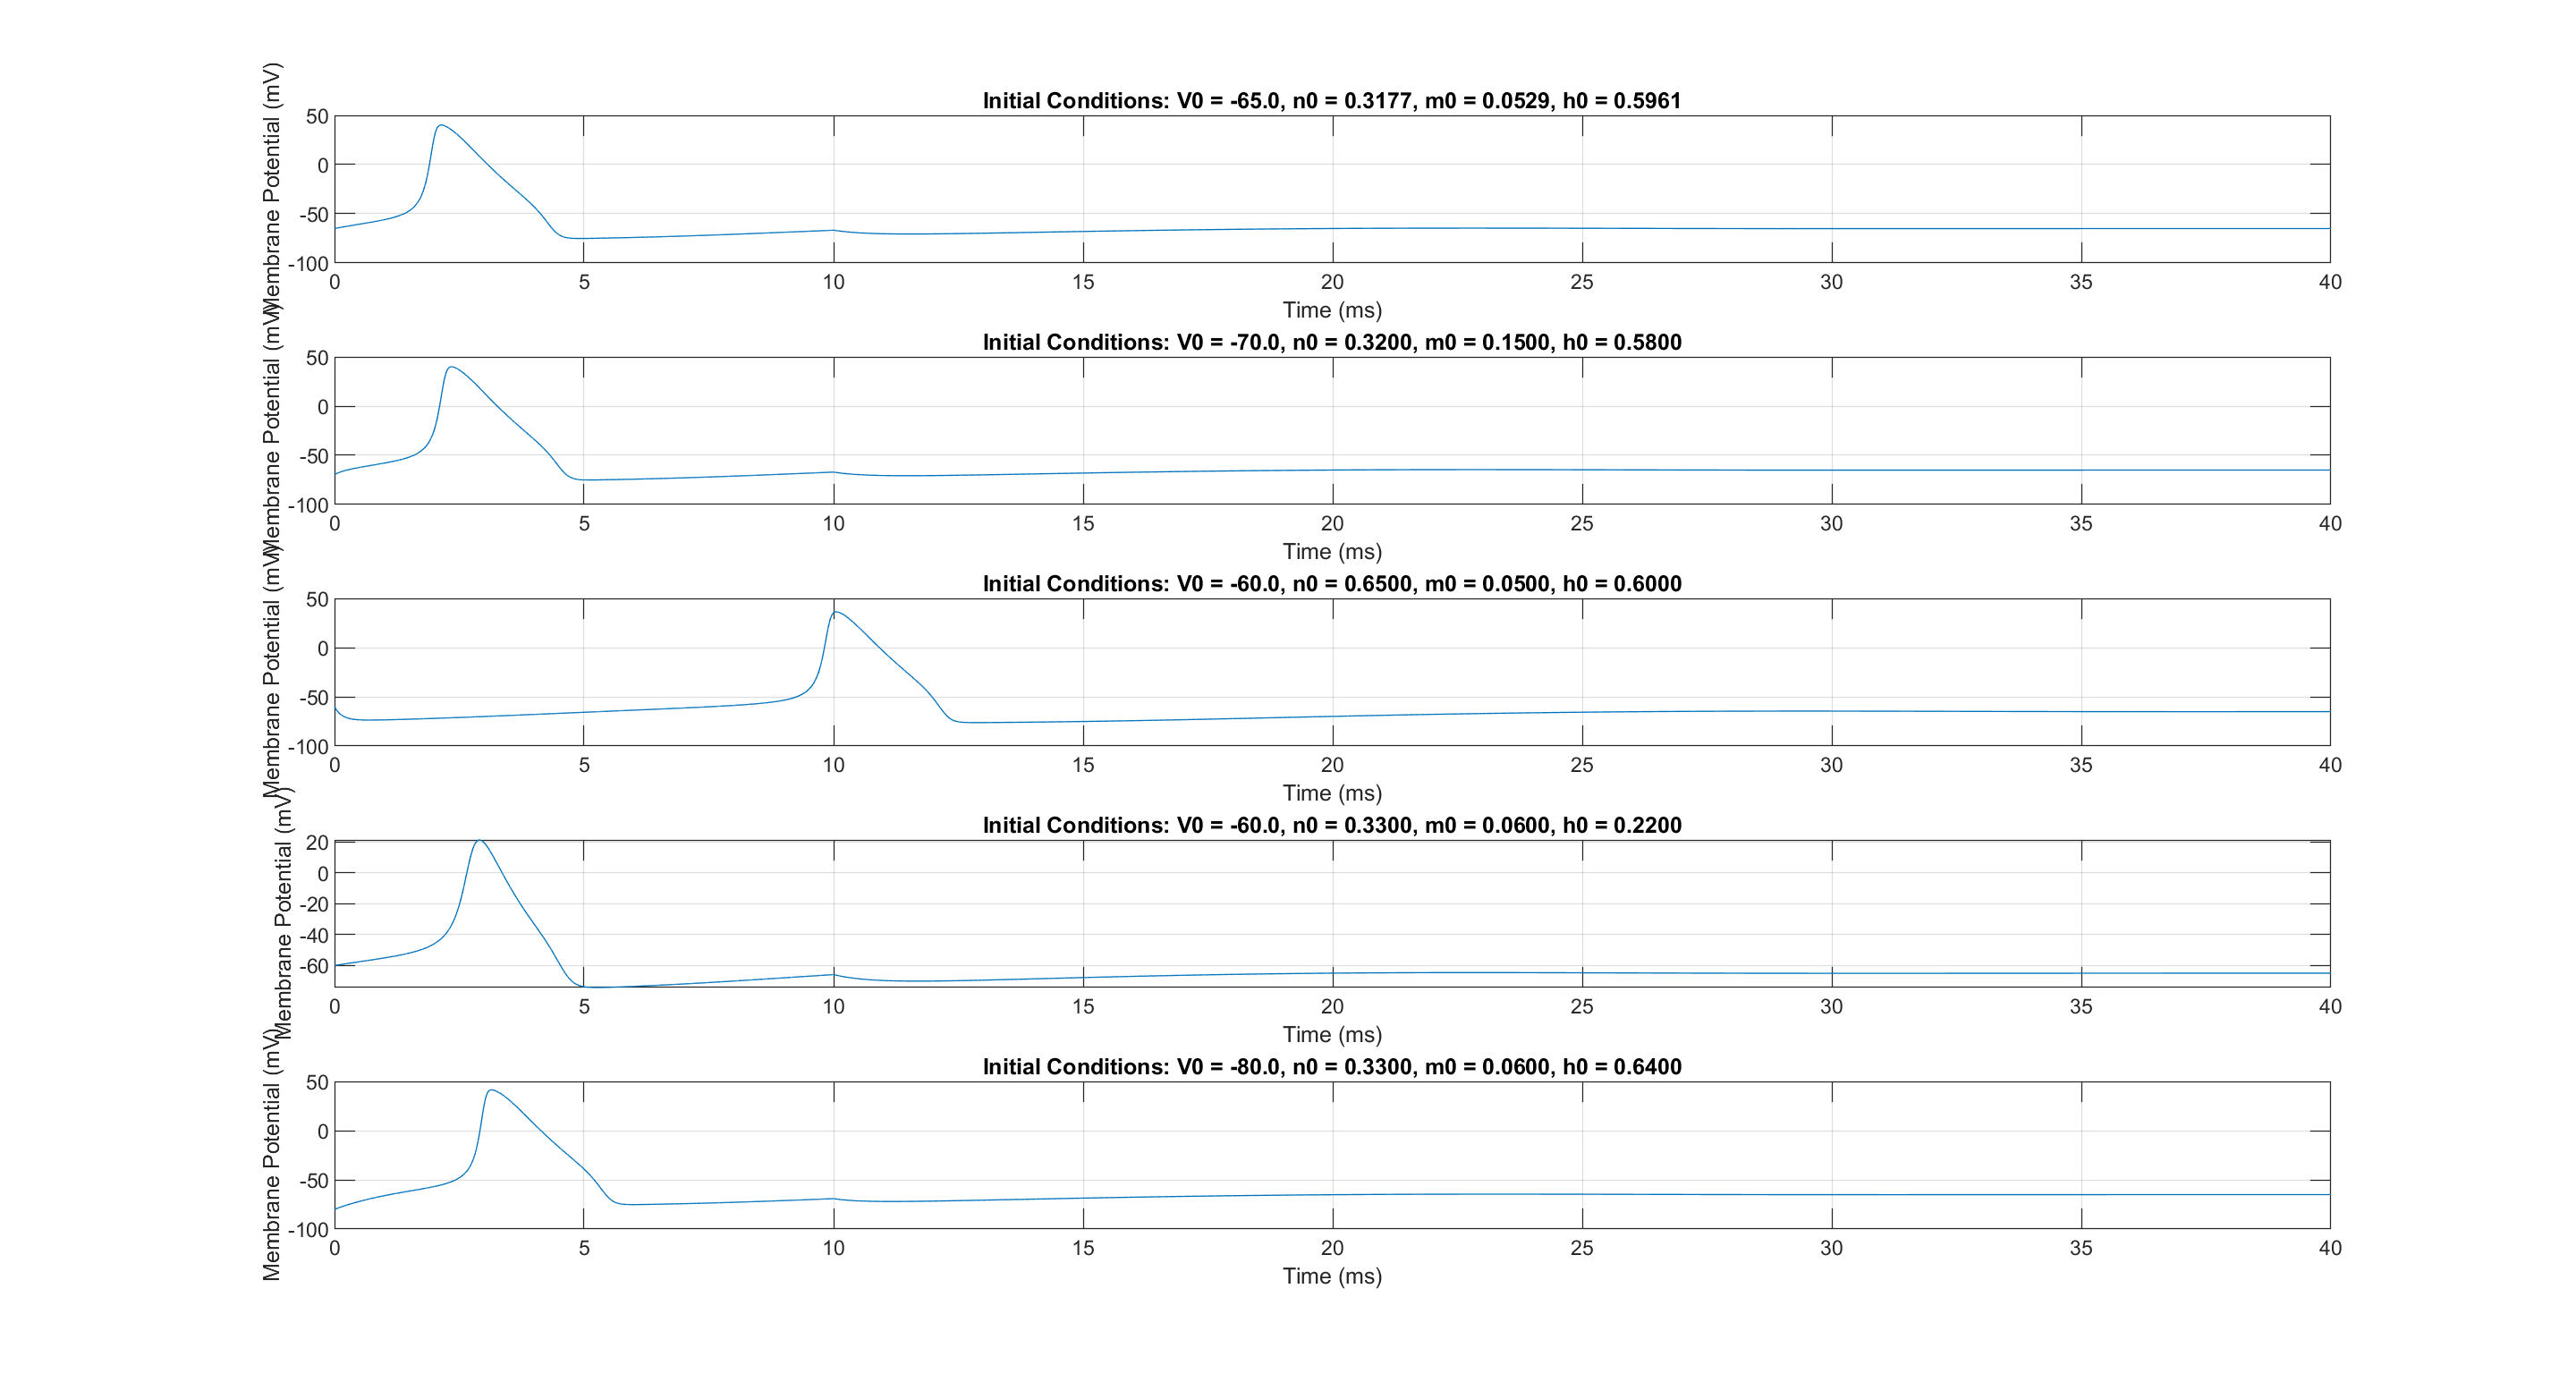 Initial Conditions: V0 = -65.0, n0 = 0.3177, m0 = 0.0529, h0 = 0.5961
Membrane Potential (mV)
50
0
-50
-100
0 5 10 15 20 25 30 35 40
Time (ms)
Initial Conditions: V0 = -70.0, n0 = 0.3200, m0 = 0.1500, h0 = 0.5800
Membrane Potential (mV)
50
0
-50
-100
0 5 10 15 20 25 30 35 40
Time (ms)
Initial Conditions: V0 = -60.0, n0 = 0.6500, m0 = 0.0500, h0 = 0.6000
Membrane Potential (mV)
50
0
-50
-100
0 5 10 15 20 25 30 35 40
Time (ms)
Initial Conditions: V0 = -60.0, n0 = 0.3300, m0 = 0.0600, h0 = 0.2200
Membrane Potential (mV)
20
0
-20
-40
-60
0 5 10 15 20 25 30 35 40
Time (ms)
Initial Conditions: V0 = -80.0, n0 = 0.3300, m0 = 0.0600, h0 = 0.6400
Membrane Potential (mV)
50
0
-50
-100
0 5 10 15 20 25 30 35 40
Time (ms)